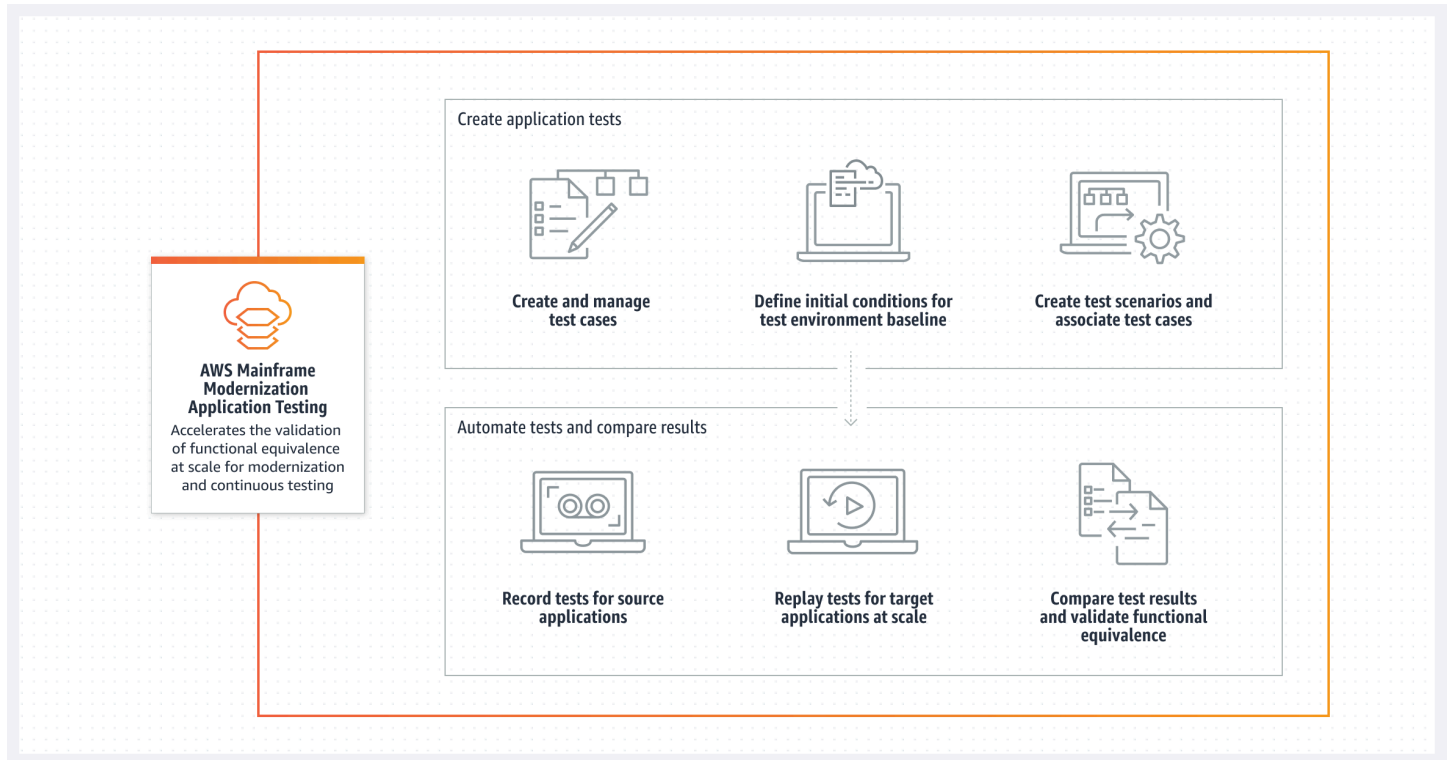 Create application tests
Create and manage
test cases
Define initial conditions for
test environment baseline
Create test scenarios and
associate test cases
AWS Mainframe
Modernization
Application Testing
Accelerates the validation
of functional equivalence
at scale for modernization
and continuous testing
Automate tests and compare results
Record tests for source
applications
Replay tests for target
applications at scale
Compare test results
and validate functional
equivalence